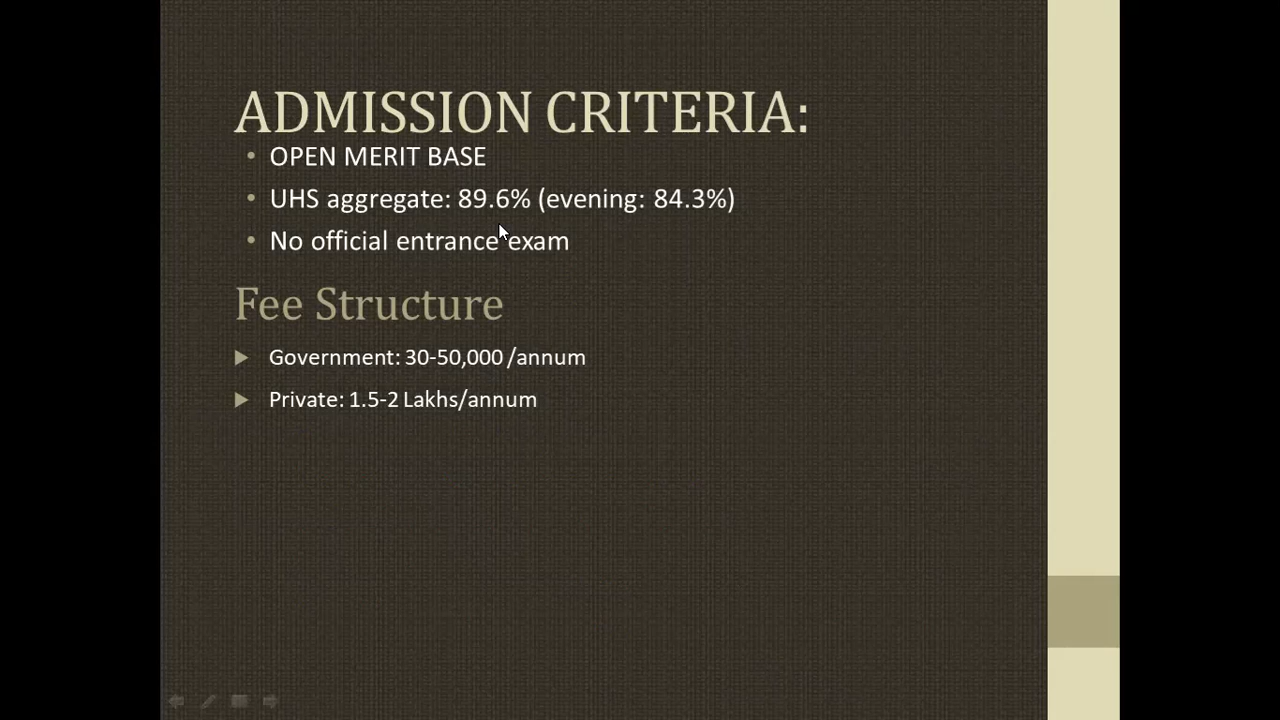 ADMISSION CRITERIA:
• OPEN MERIT BASE
• UHS aggregate: 89.6% (evening: 84.3%)
• No official entrance exam
Fee Structure
▶ Government: 30-50,000 /annum
▶ Private: 1.5-2 Lakhs/annum